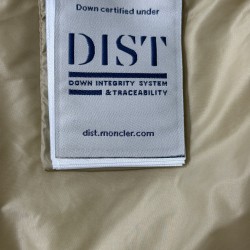 Down certified under
DIST
DOWN INTEGRITY SYSTEM
& TRACEABILITY
dist.moncler.com